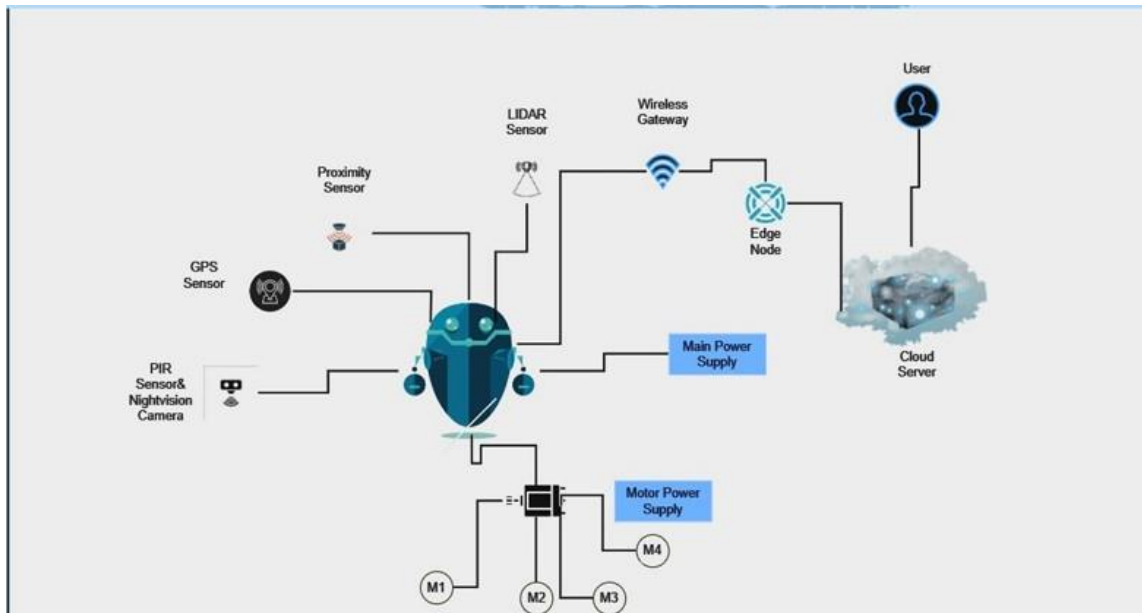 User
Wireless
Gateway
LIDAR
Sensor
Proximity
Sensor
Edge
Node
GPS
Sensor
Main Power
Supply
Cloud
Server
PIR
Sensor&
Nightvision
Camera
Motor Power
Supply
M4
M1
M2
M3